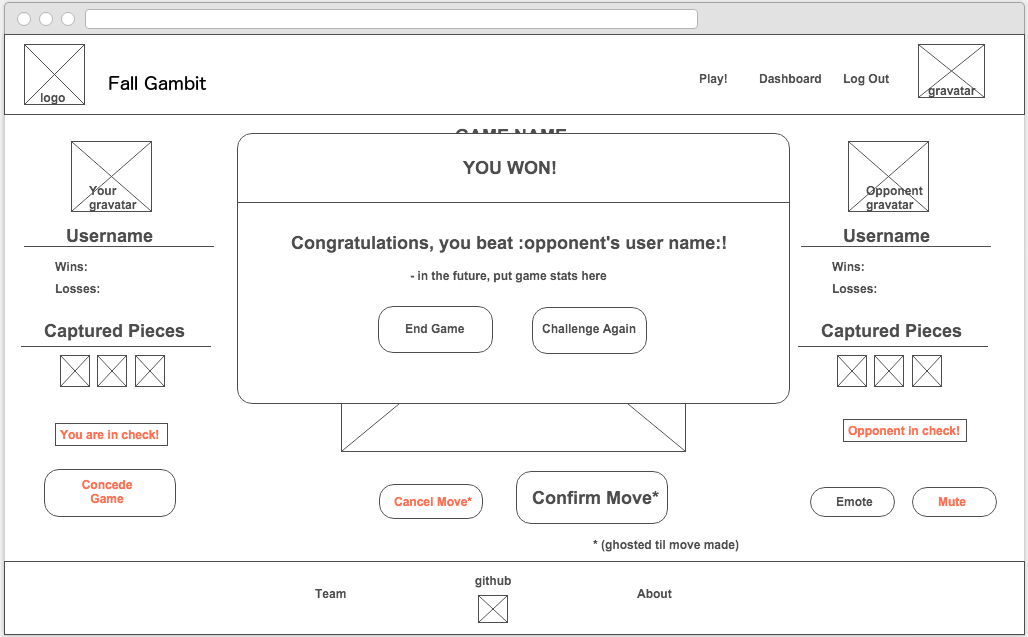 logo
Fall Gambit
Play!
Dashboard
Log Out
gravatar
GAME NAME
YOU WON!
Congratulations, you beat :opponent's user name:!
- in the future, put game stats here
End Game
Challenge Again
Your
gravatar
Username
Wins:
Losses:
Captured Pieces
You are in check!
Concede
Game
Opponent
gravatar
Username
Wins:
Losses:
Captured Pieces
Opponent in check!
Cancel Move*
Confirm Move*
Emote
Mute
* (ghosted til move made)
Team
github
About